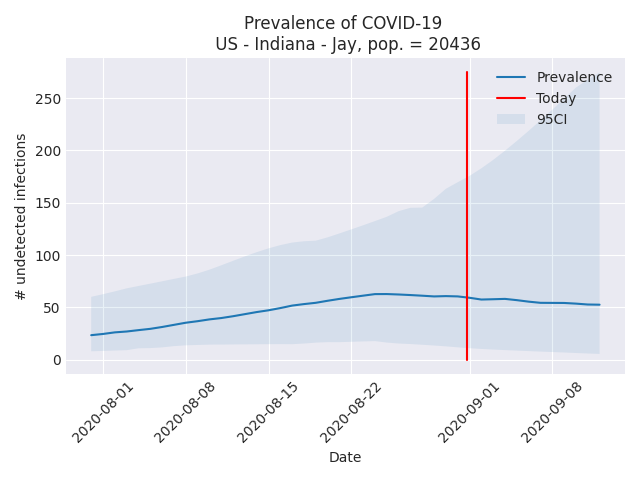 Prevalence of COVID-19
US - Indiana - Jay, pop. = 20436
Prevalence
Today
95CI
# undetected infections
250
200
150
100
50
0
2020-08-01
2020-08-08
2020-08-15
2020-08-22
2020-09-01
2020-09-08
Date